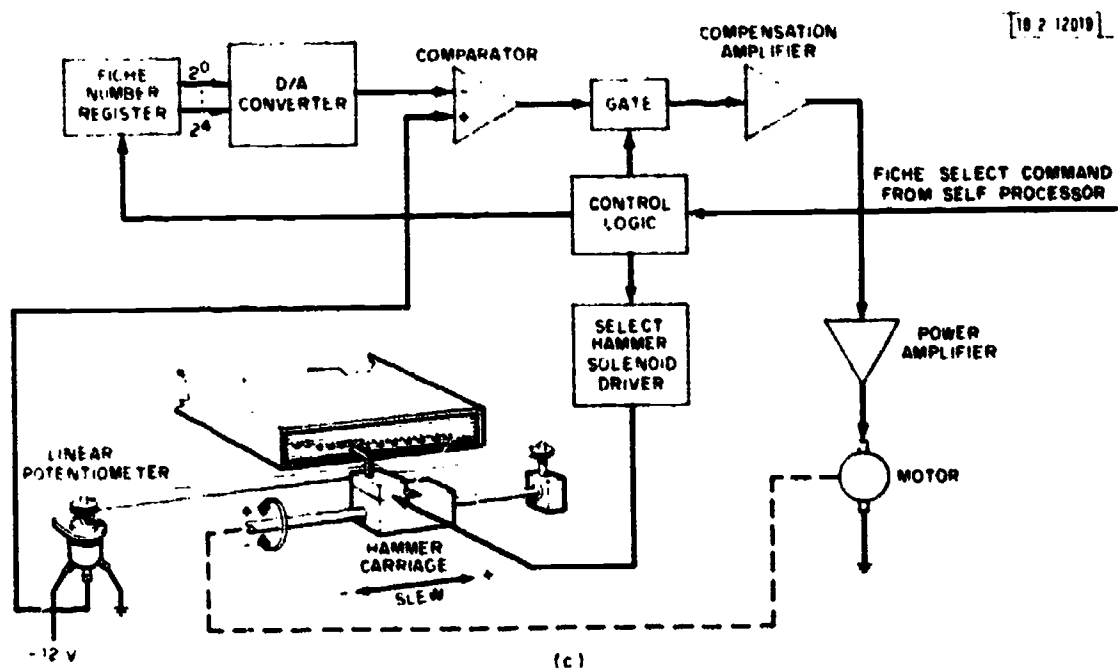 [18 2 12019]
COMPENSATION
AMPLIFIER
COMPARATOR
FICHE
NUMBER
REGISTER
2⁰
2⁴
D/A
CONVERTER
-
+
GATE
FICHE SELECT COMMAND
FROM SELF PROCESSOR
CONTROL
LOGIC
SELECT
HAMMER
SOLENOID
DRIVER
POWER
AMPLIFIER
LINEAR
POTENTIOMETER
MOTOR
+
-
HAMMER
CARRIAGE
- SLEW +
-12 V
(c)